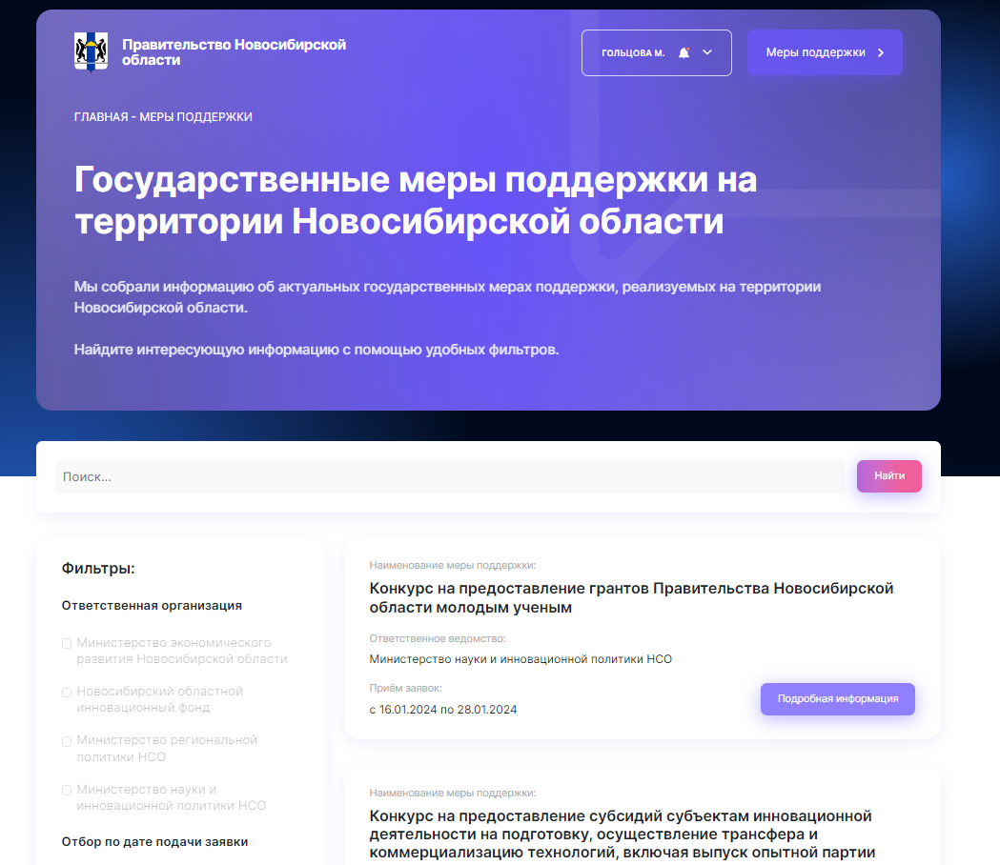 Правительство Новосибирской
области
ГОЛЬЦОВА М.
Меры поддержки
ГЛАВНАЯ - МЕРЫ ПОДДЕРЖКИ
Государственные меры поддержки на
территории Новосибирской области
Мы собрали информацию об актуальных государственных мерах поддержки, реализуемых на территории
Новосибирской области.
Найдите интересующую информацию с помощью удобных фильтров.
Поиск...
Найти
Фильтры:
Ответственная организация
Министерство экономического
развития Новосибирской области
Новосибирский областной
инновационный фонд
Министерство региональной
политики НСО
Министерство науки и
инновационной политики НСО
Отбор по дате подачи заявки
Наименование меры поддержки:
Конкурс на предоставление грантов Правительства Новосибирской
области молодым ученым
Ответственное ведомство:
Министерство науки и инновационной политики НСО
Приём заявок:
с 16.01.2024 по 28.01.2024
Подробная информация
Наименование меры поддержки:
Конкурс на предоставление субсидий субъектам инновационной
деятельности на подготовку, осуществление трансфера и
коммерциализацию технологий, включая выпуск опытной партии